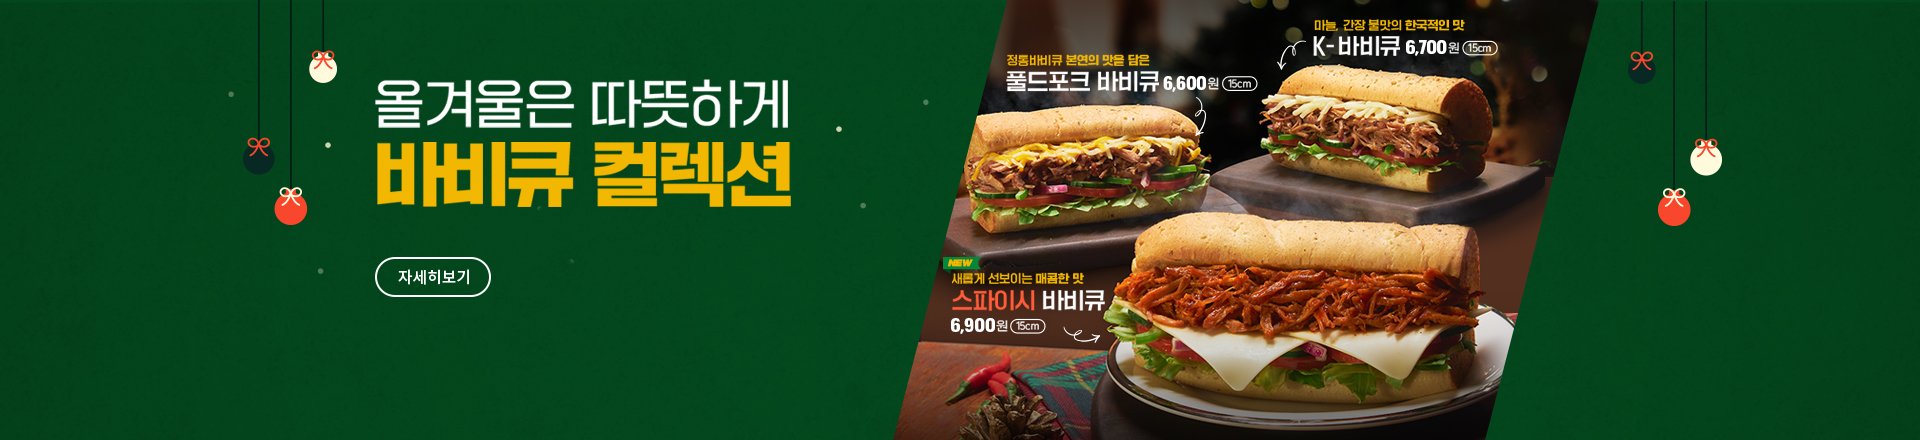 올겨울은 따뜻하게
바비큐 컬렉션
자세히보기
정통바비큐 본연의 맛을 담은
풀드포크 바비큐 6,600원 15cm
마늘, 간장 불맛의 한국적인 맛
K-바비큐 6,700원 15cm
NEW
새롭게 선보이는 매콤한 맛
스파이시 바비큐
6,900원 15cm